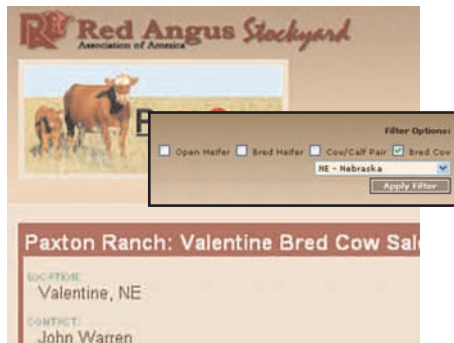 Red Angus Stockyard
Association of America
Filter Options:
Open Heifer Bred Heifer Cow/Calf Pair Bred Cow
NE - Nebraska
Apply Filter
Paxton Ranch: Valentine Bred Cow Sale
LOCATION:
Valentine, NE
CONTACT:
John Warren